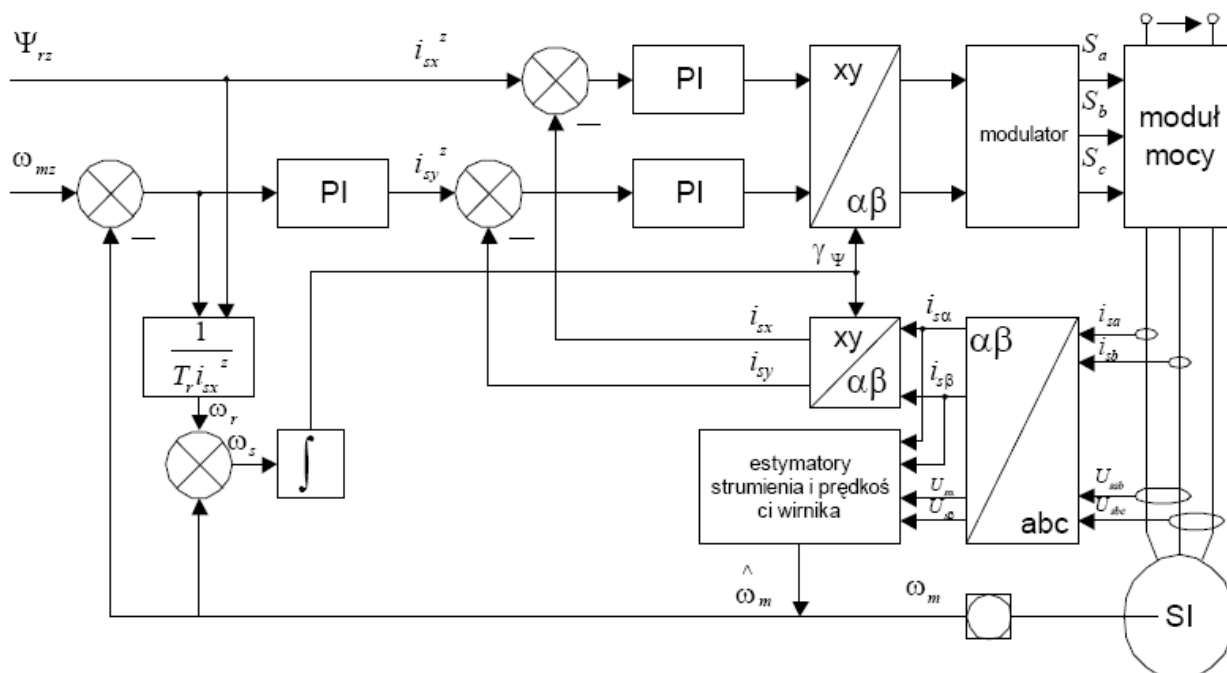 Ψrz
isx^z
PI
xy
αβ
modulator
Sa
Sb
Sc
moduł
mocy
ωmz
PI
isy^z
PI
—
—
—
γΨ
1
Tr isx^z
ωr
ωs
∫
isx
isy
xy
αβ
isα
isβ
αβ
abc
isa
isb
estymatory
strumienia i prędkoś
ci wirnika
Usab
Usbc
ω̂m
ωm
SI